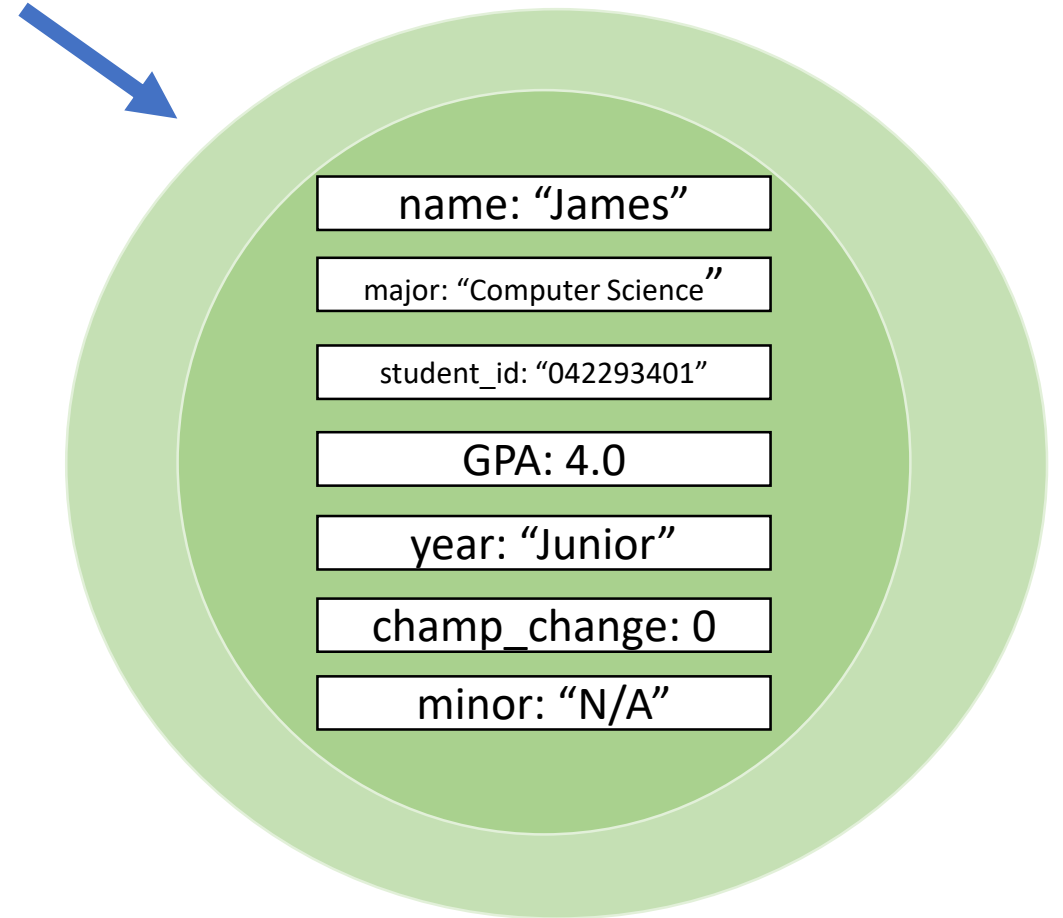 name: “James”
major: “Computer Science”
student_id: “042293401”
GPA: 4.0
year: “Junior”
champ_change: 0
minor: “N/A”